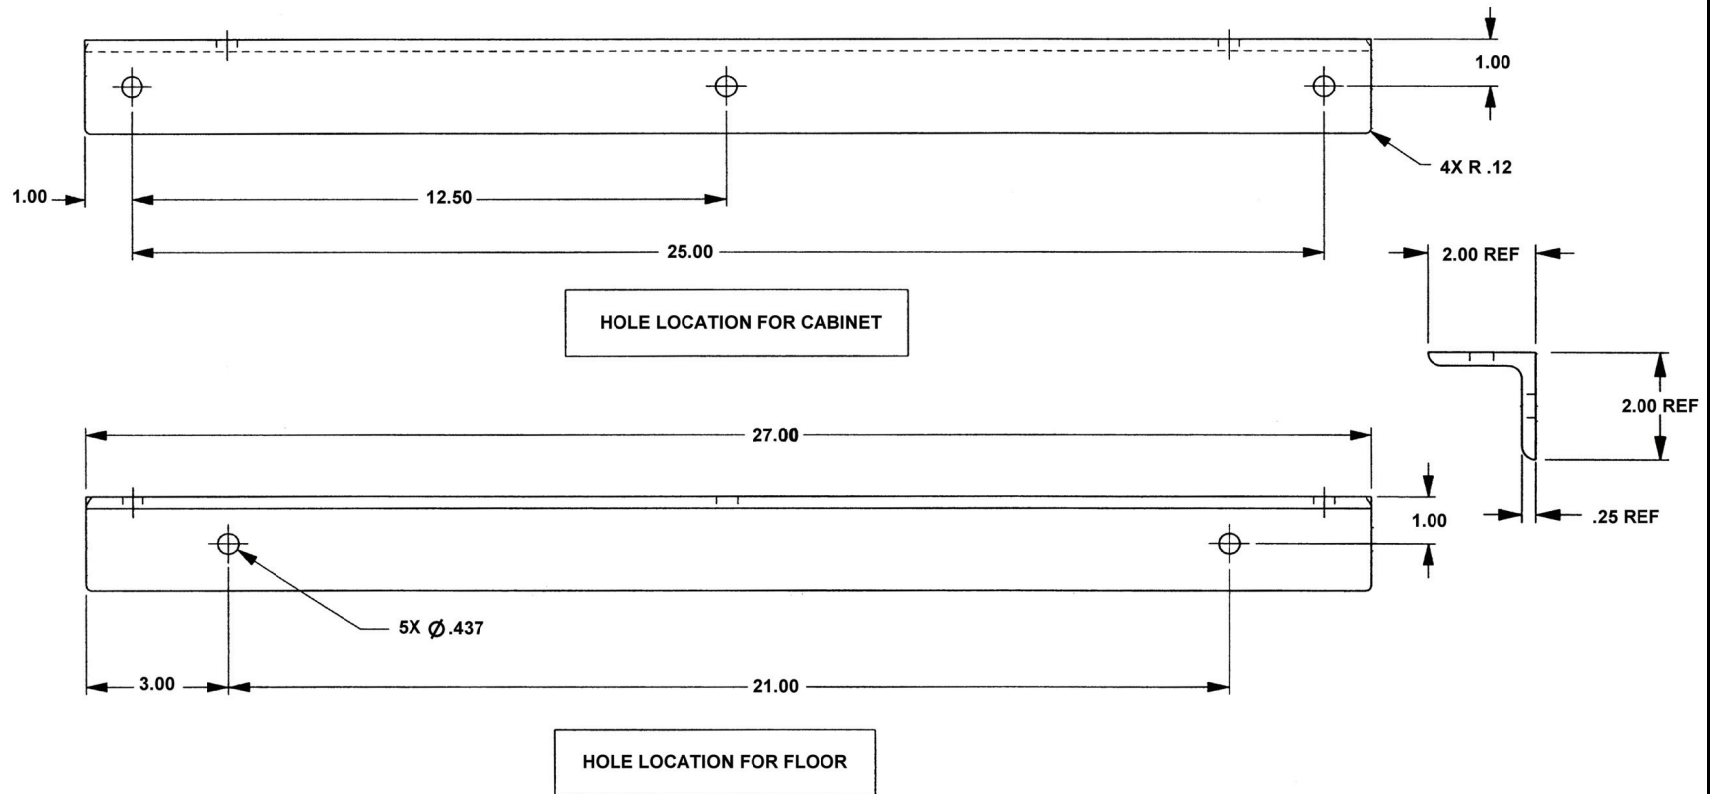 1.00
4X R .12
1.00
12.50
25.00
2.00 REF
HOLE LOCATION FOR CABINET
2.00 REF
27.00
1.00
.25 REF
5X Ø .437
3.00
21.00
HOLE LOCATION FOR FLOOR